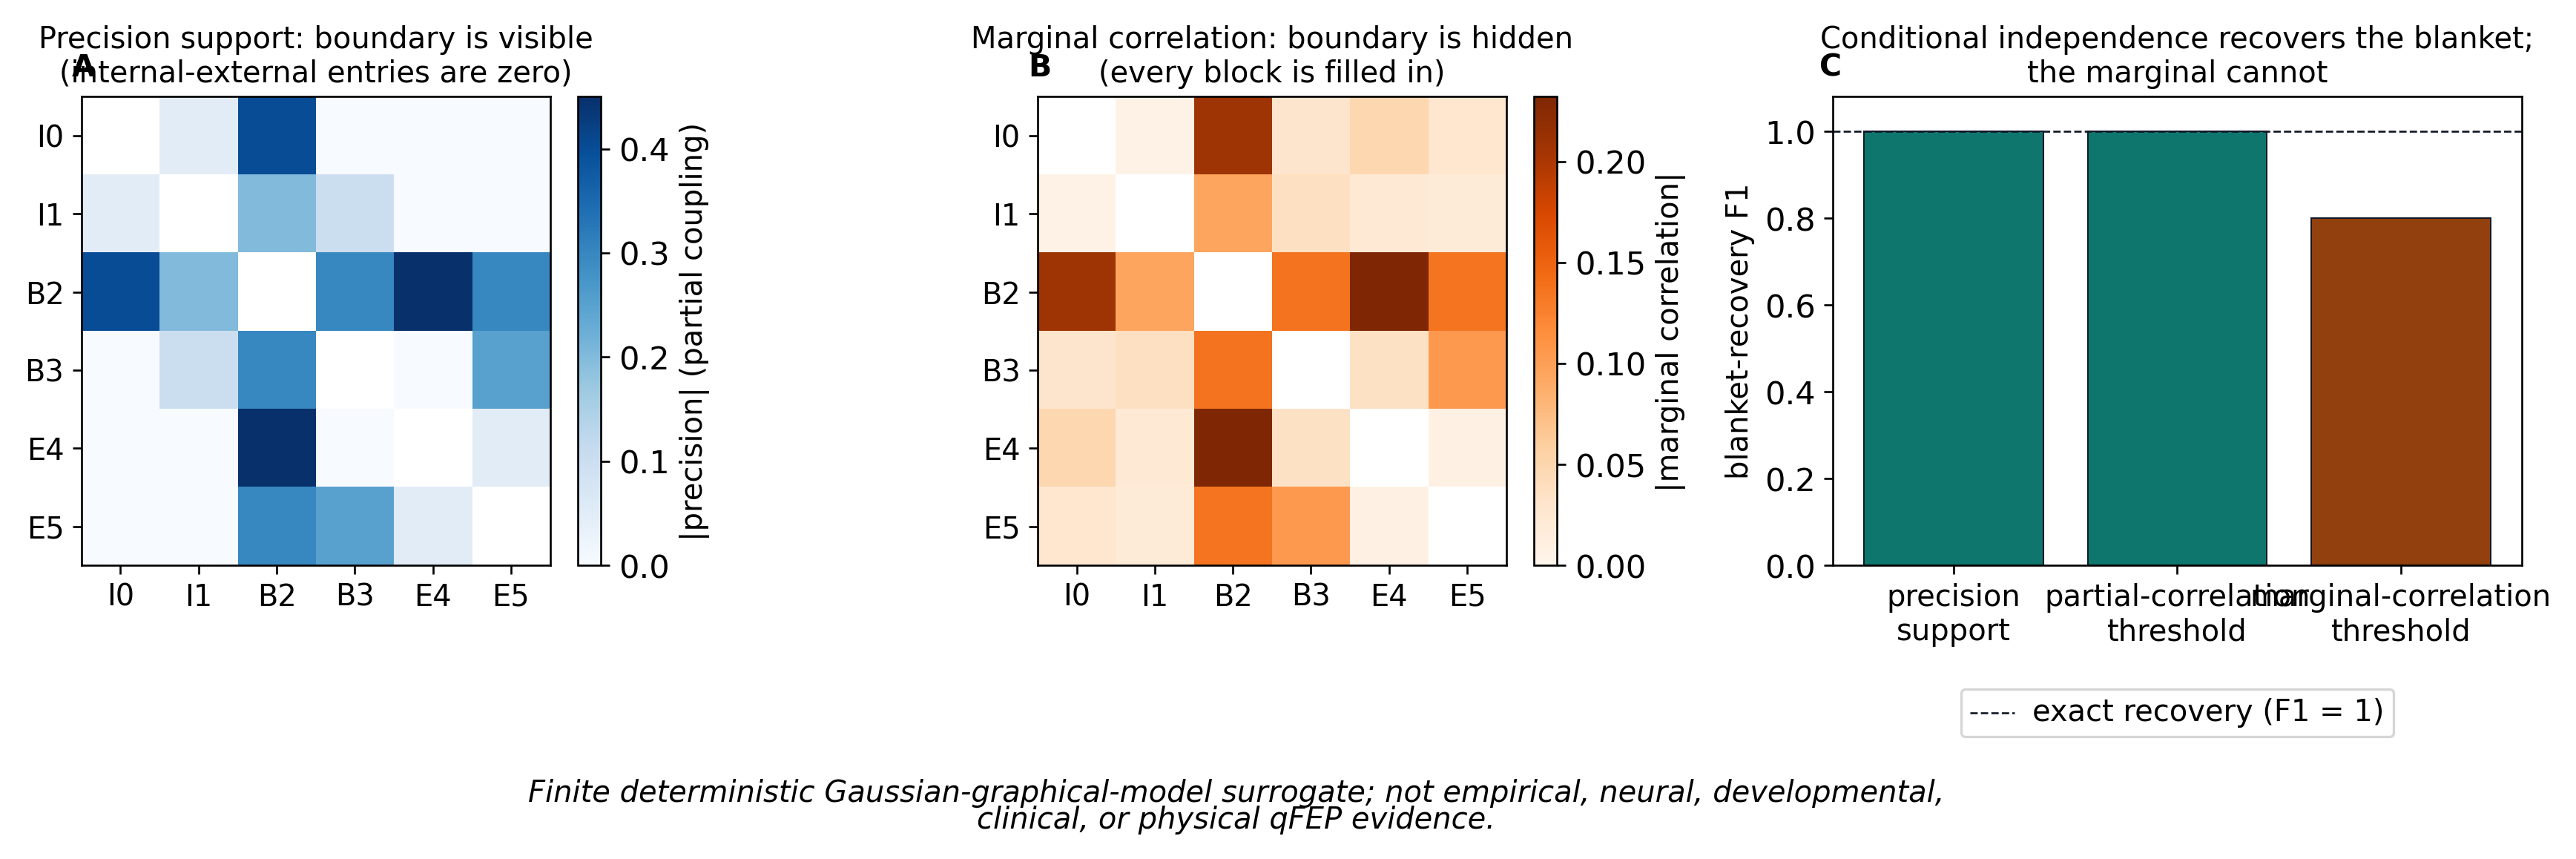 Precision support: boundary is visible
(internal-external entries are zero)
A
I0
I1
B2
B3
E4
E5
I0 I1 B2 B3 E4 E5
0.4
0.3
0.2
0.1
0.0
|precision| (partial coupling)
Marginal correlation: boundary is hidden
(every block is filled in)
B
I0
I1
B2
B3
E4
E5
I0 I1 B2 B3 E4 E5
0.20
0.15
0.10
0.05
0.00
|marginal correlation|
Conditional independence recovers the blanket;
the marginal cannot
C
blanket-recovery F1
1.0
0.8
0.6
0.4
0.2
0.0
precision
support
partial-correlation
threshold
marginal-correlation
threshold
exact recovery (F1 = 1)
Finite deterministic Gaussian-graphical-model surrogate; not empirical, neural, developmental,
clinical, or physical qFEP evidence.